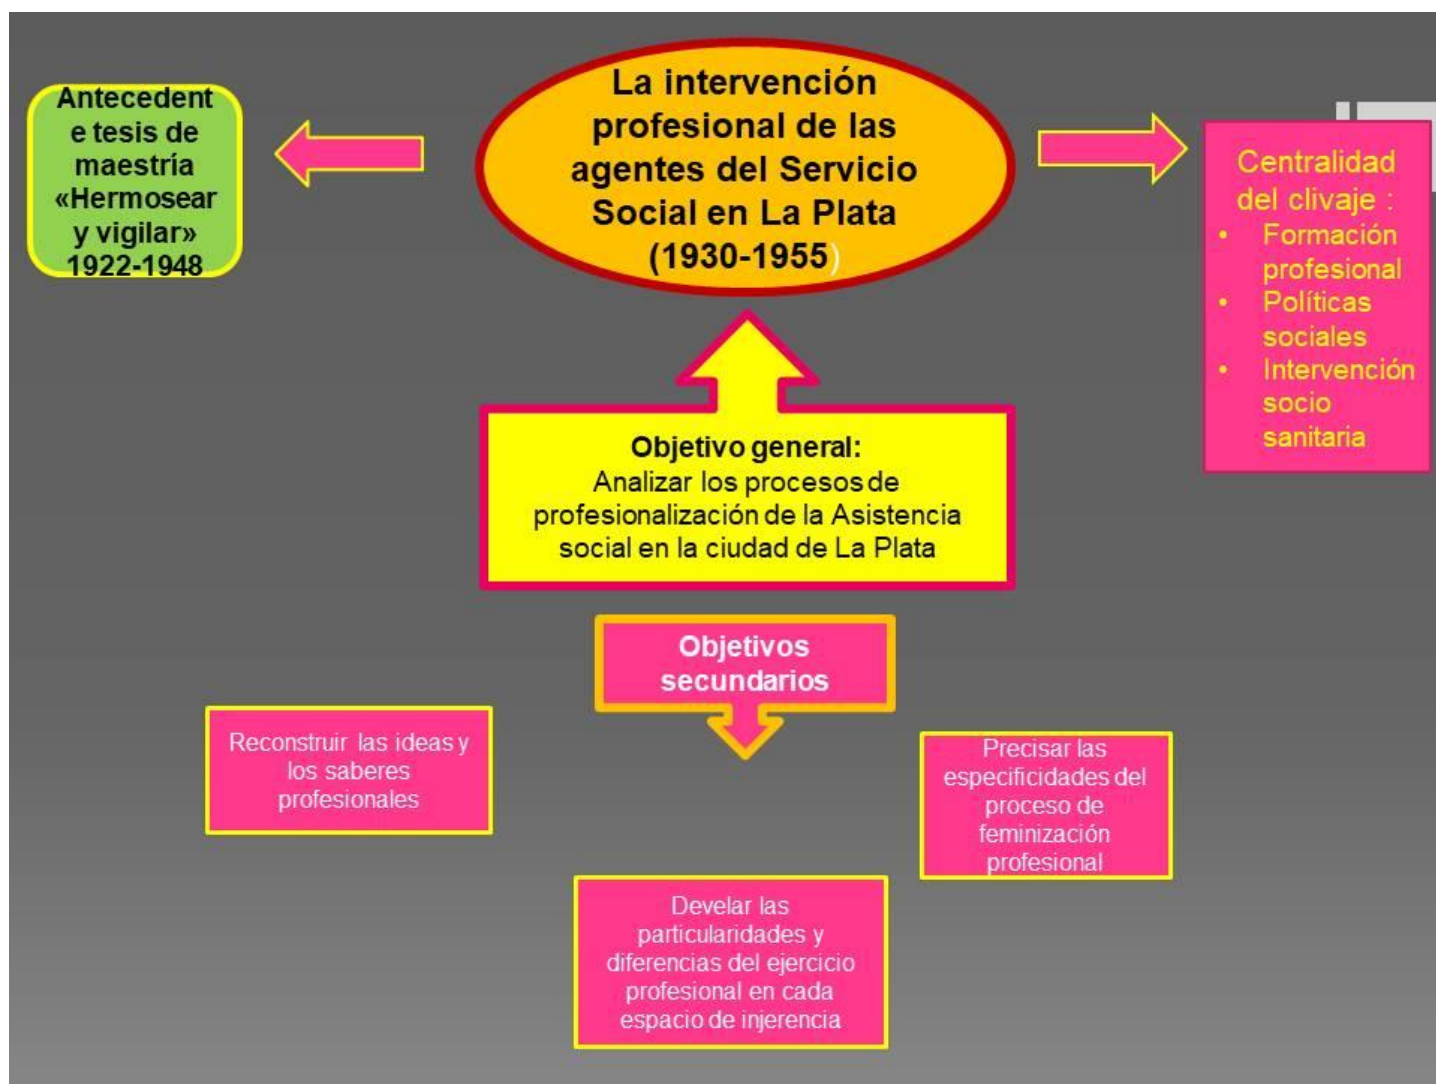 Antecedent
e tesis de
maestría
«Hermosear
y vigilar»
1922-1948
La intervención
profesional de las
agentes del Servicio
Social en La Plata
(1930-1955)
Centralidad
del clivaje :
• Formación
profesional
• Políticas
sociales
• Intervención
socio
sanitaria
Objetivo general:
Analizar los procesos de
profesionalización de la Asistencia
social en la ciudad de La Plata
Objetivos
secundarios
Reconstruir las ideas y
los saberes
profesionales
Precisar las
especificidades del
proceso de
feminización
profesional
Develar las
particularidades y
diferencias del ejercicio
profesional en cada
espacio de injerencia